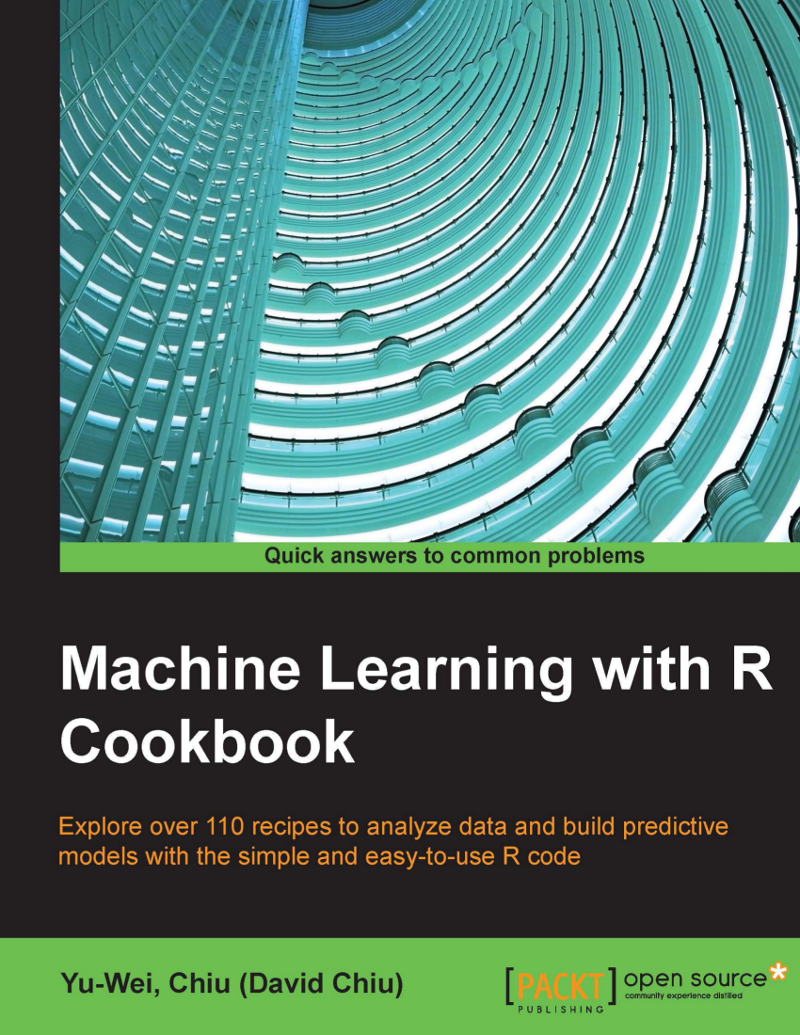 Quick answers to common problems
Machine Learning with R
Cookbook
Explore over 110 recipes to analyze data and build predictive
models with the simple and easy-to-use R code
Yu-Wei, Chiu (David Chiu)
[PACKT]
PUBLISHING
open source*
community experience distilled